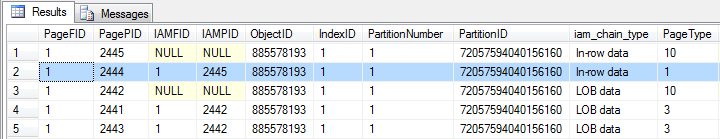 Results Messages
PageFID PagePID IAMFID IAMPID ObjectID IndexID PartitionNumber PartitionID iam_chain_type PageType
1 1 2445 NULL NULL 885578193 1 1 72057594040156160 In-row data 10
2 1 2444 1 2445 885578193 1 1 72057594040156160 In-row data 1
3 1 2442 NULL NULL 885578193 1 1 72057594040156160 LOB data 10
4 1 2441 1 2442 885578193 1 1 72057594040156160 LOB data 3
5 1 2443 1 2442 885578193 1 1 72057594040156160 LOB data 3